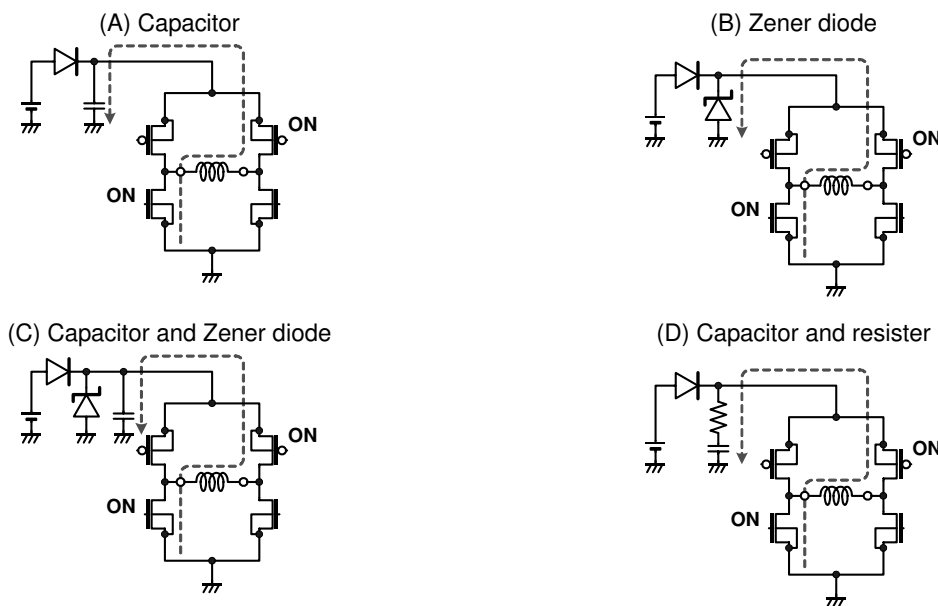 (A) Capacitor
ON
ON
(B) Zener diode
ON
ON
(C) Capacitor and Zener diode
ON
ON
(D) Capacitor and resister
ON
ON